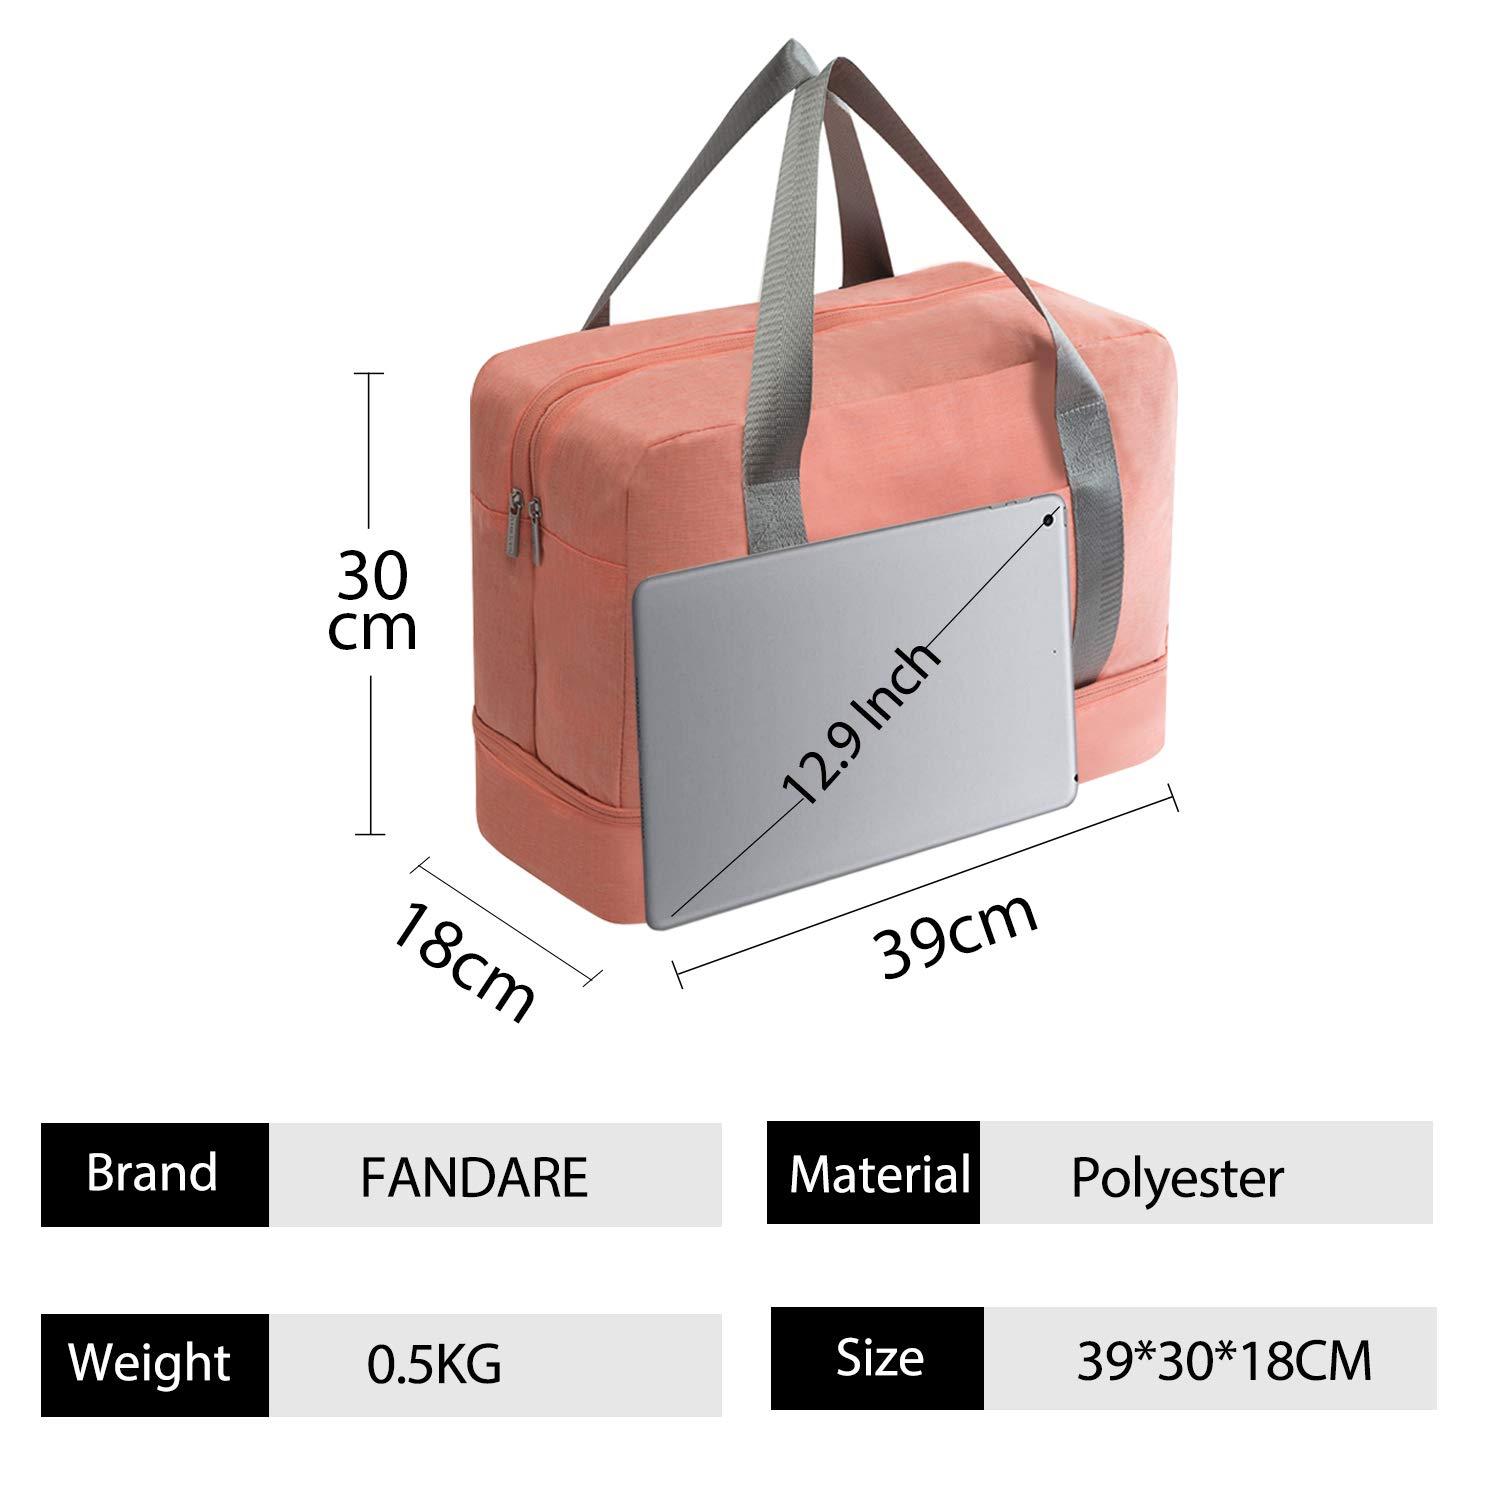 30
cm
12.9 Inch
18cm
39cm
Brand FANDARE
Material Polyester
Weight 0.5KG
Size 39*30*18CM